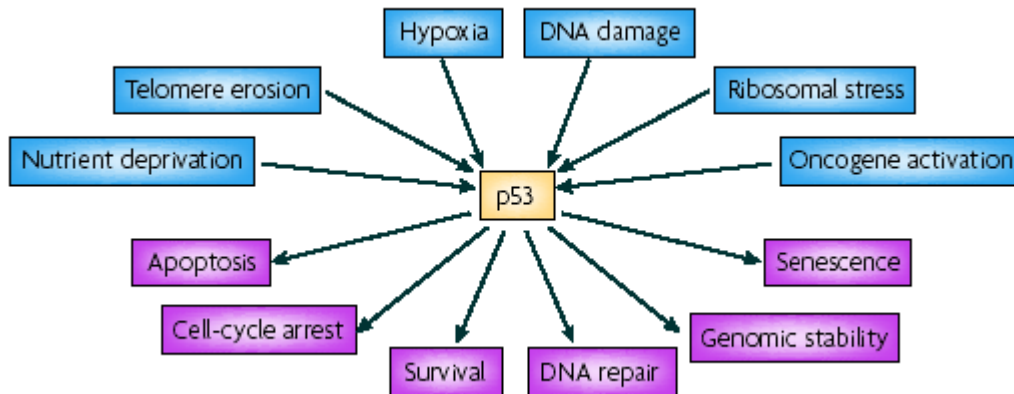 Hypoxia
DNA damage
Telomere erosion
Ribosomal stress
Nutrient deprivation
Oncogene activation
p53
Apoptosis
Senescence
Cell-cycle arrest
Genomic stability
Survival
DNA repair